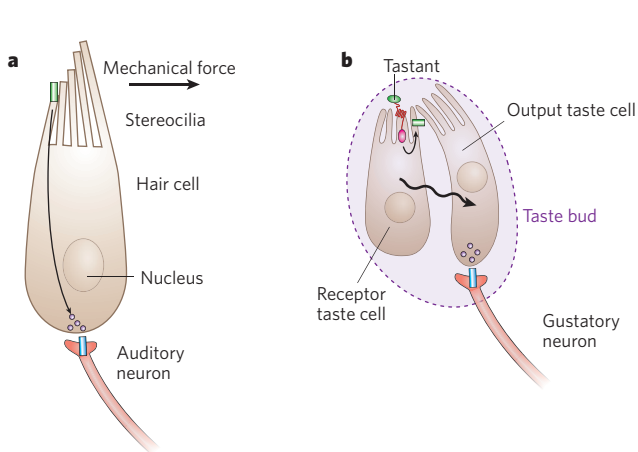 a
Mechanical force
Stereocilia
Hair cell
Nucleus
Auditory
neuron
b
Tastant
Output taste cell
Taste bud
Receptor
taste cell
Gustatory
neuron